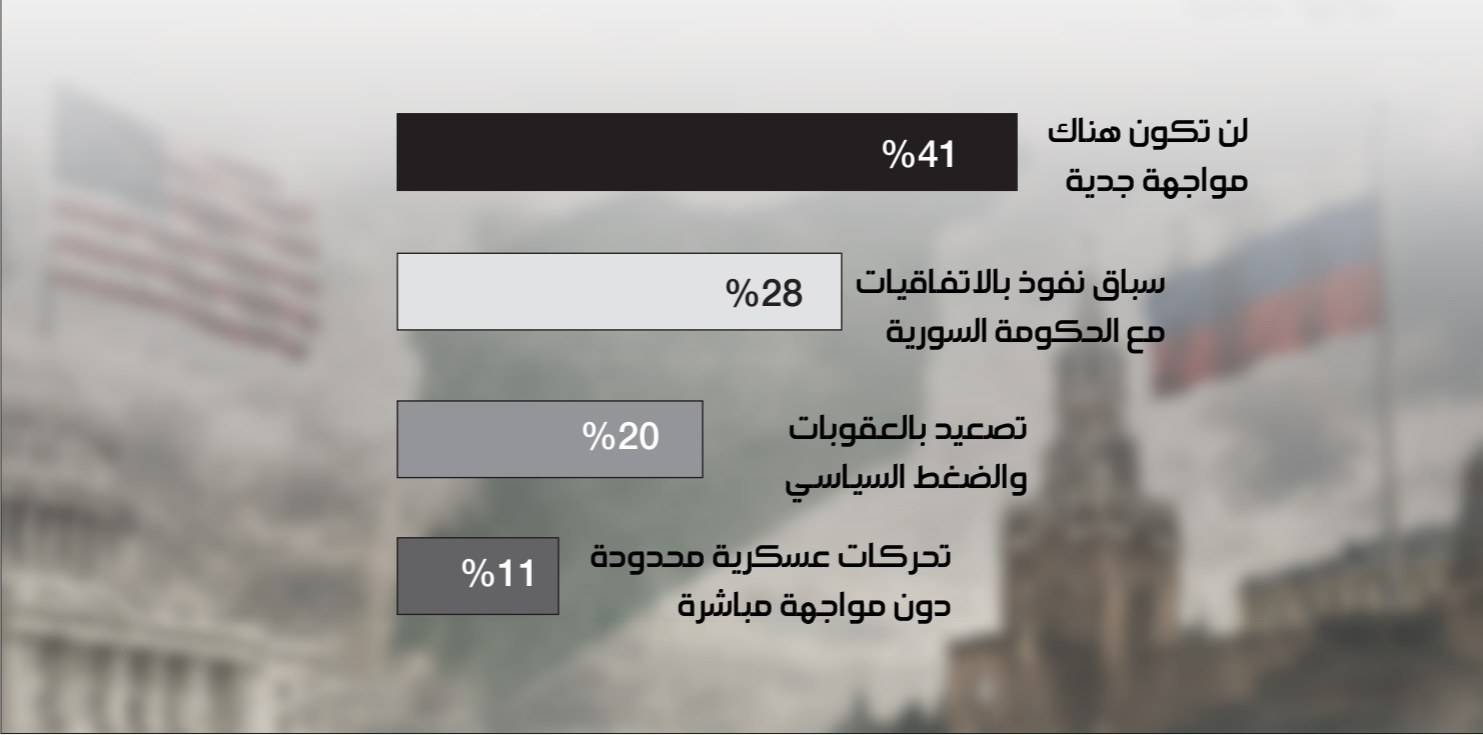 لن تكون هناك
مواجهة جدية
%41
سباق نفوذ بالاتفاقيات
مع الحكومة السورية
%28
تصعيد بالعقوبات
والضغط السياسي
%20
تحركات عسكرية محدودة
دون مواجهة مباشرة
%11